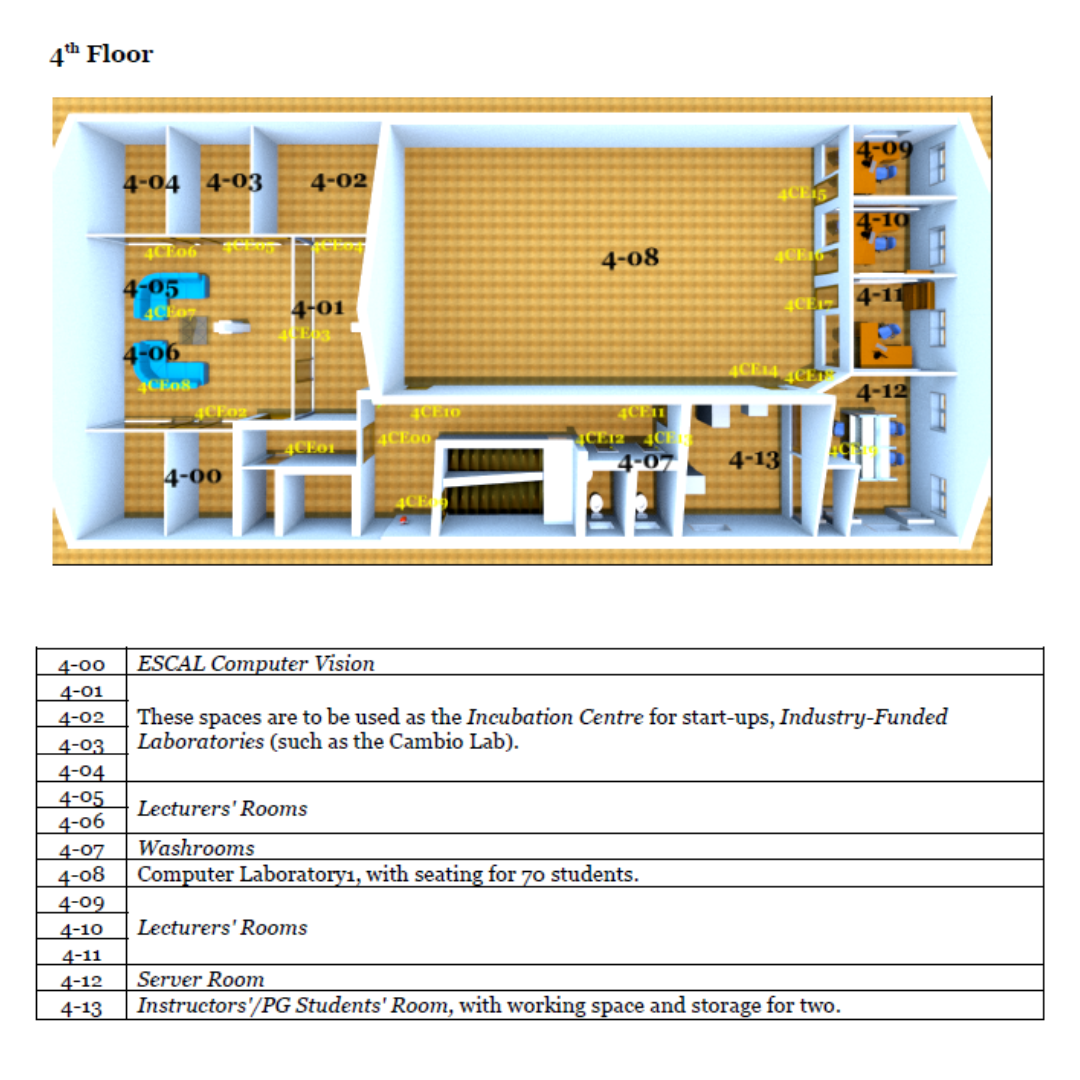 4th Floor
4-04 4-03 4-02
4-09
4CE15
4-10
4CE06 4CE05 4CE04
4-08
4CE16
4-05
4-01
4-11
4CE07
4CE03
4CE17
4-06
4CE08
4CE14 4CE18
4-12
4CE02
4CE10
4CE11
4CE01
4CE00
4CE12 4CE13
4CE19
4-00
4-07
4-13
4CE09
4-00 ESCAL Computer Vision
4-01
4-02 These spaces are to be used as the Incubation Centre for start-ups, Industry-Funded
4-03 Laboratories (such as the Cambio Lab).
4-04
4-05
Lecturers' Rooms
4-06
4-07 Washrooms
4-08 Computer Laboratory1, with seating for 70 students.
4-09
4-10 Lecturers' Rooms
4-11
4-12 Server Room
4-13 Instructors'/PG Students' Room, with working space and storage for two.